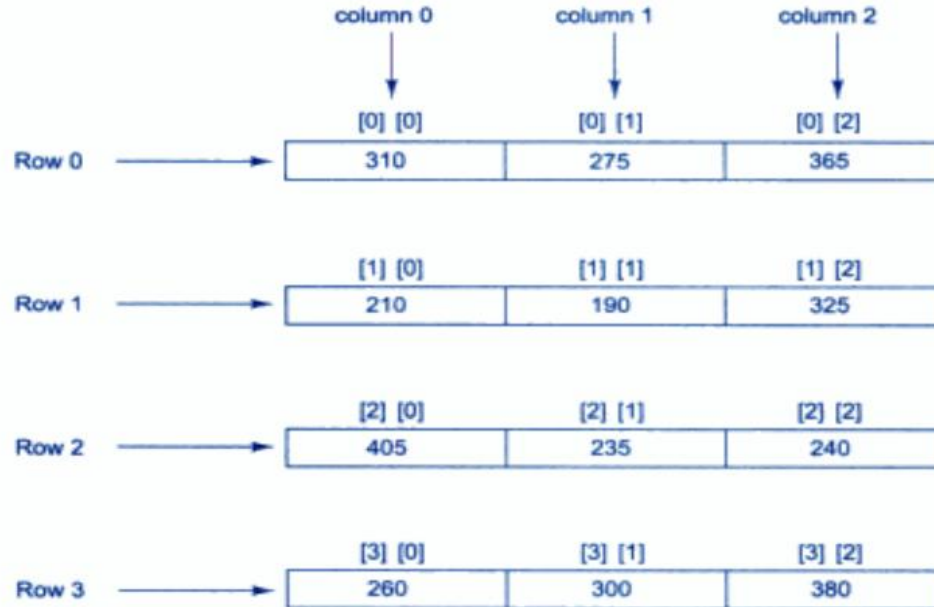 column 0 column 1 column 2
[0] [0] [0] [1] [0] [2]
Row 0 310 275 365
[1] [0] [1] [1] [1] [2]
Row 1 210 190 325
[2] [0] [2] [1] [2] [2]
Row 2 405 235 240
[3] [0] [3] [1] [3] [2]
Row 3 260 300 380